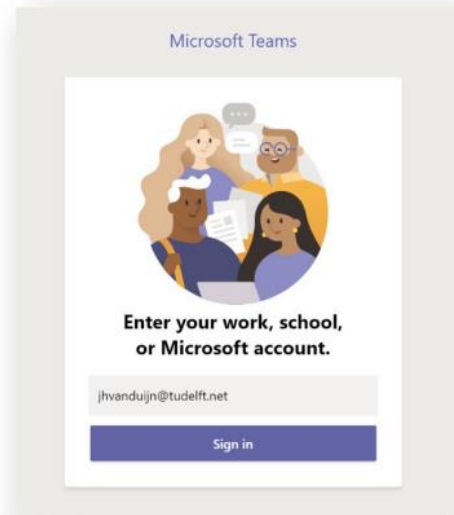 Microsoft Teams
Enter your work, school,
or Microsoft account.
jhvanduijn@tudelft.net
Sign in